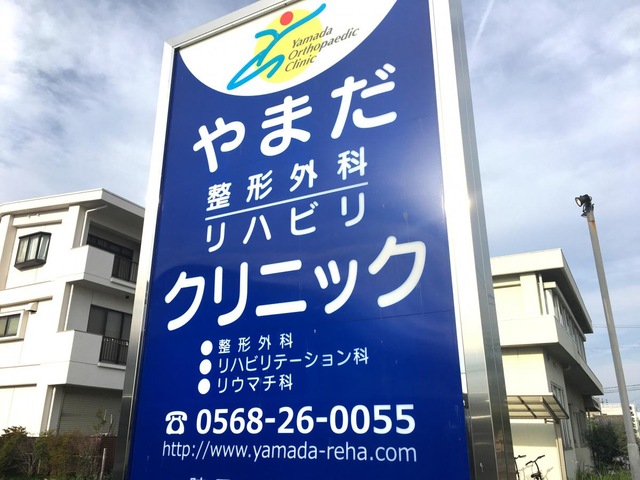 Yamada
Orthopaedic
Clinic
やまだ
整形外科
リハビリ
クリニック
●整形外科
●リハビリテーション科
●リウマチ科
☎0568-26-0055
http://www.yamada-reha.com